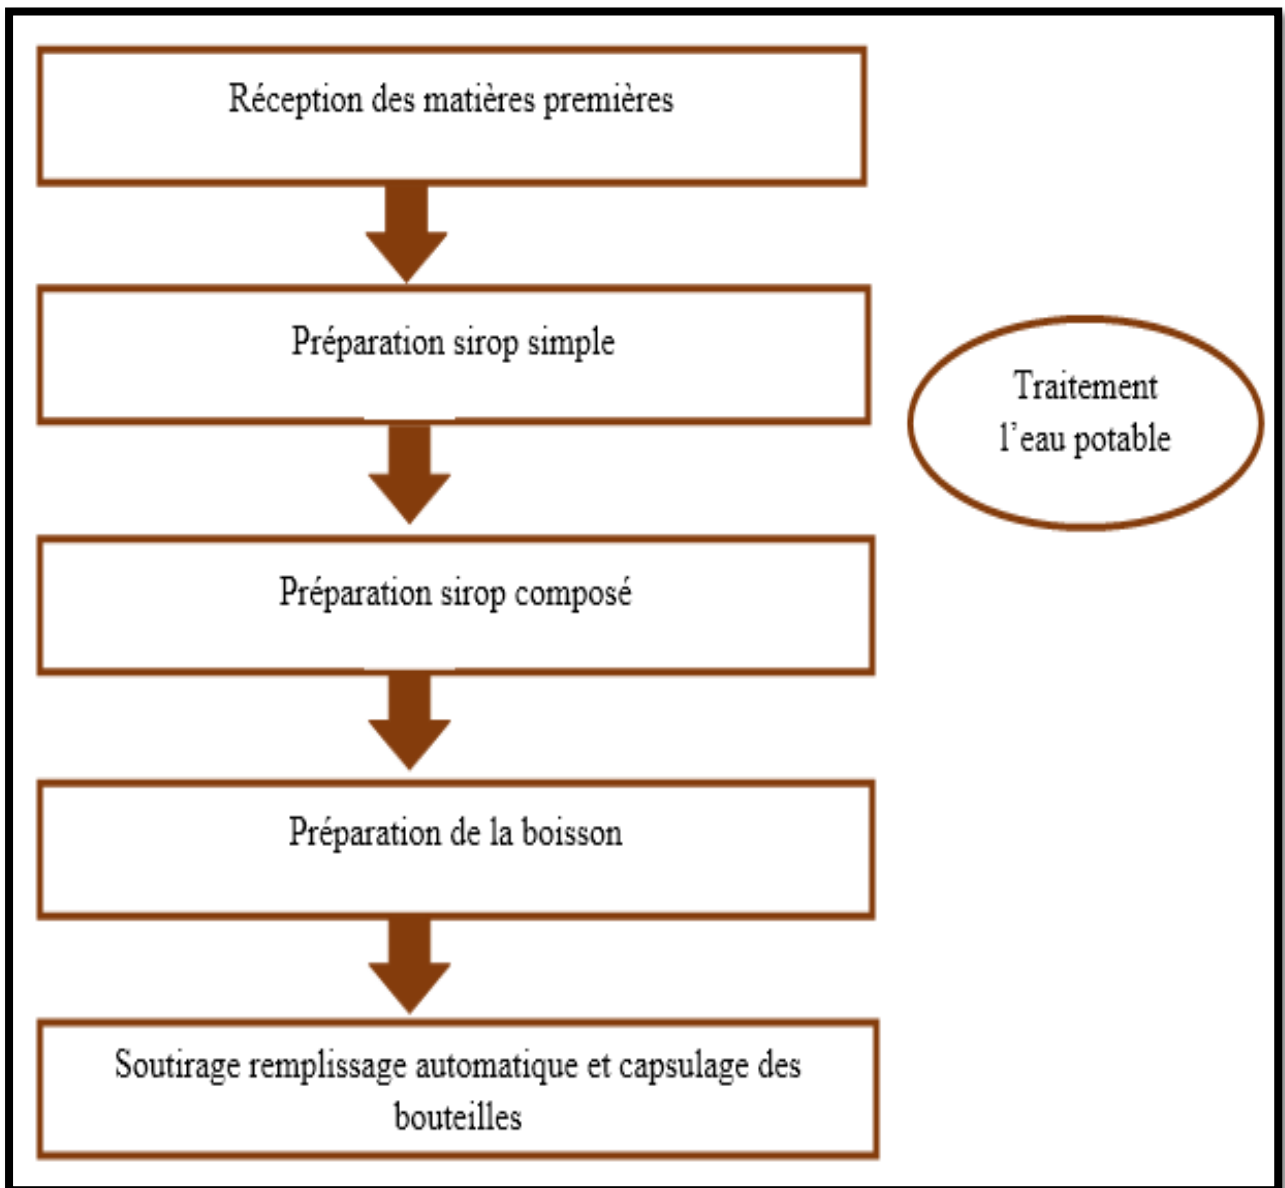 Réception des matières premières
Préparation sirop simple
Traitement
l’eau potable
Préparation sirop composé
Préparation de la boisson
Soutirage remplissage automatique et capsulage des
bouteilles